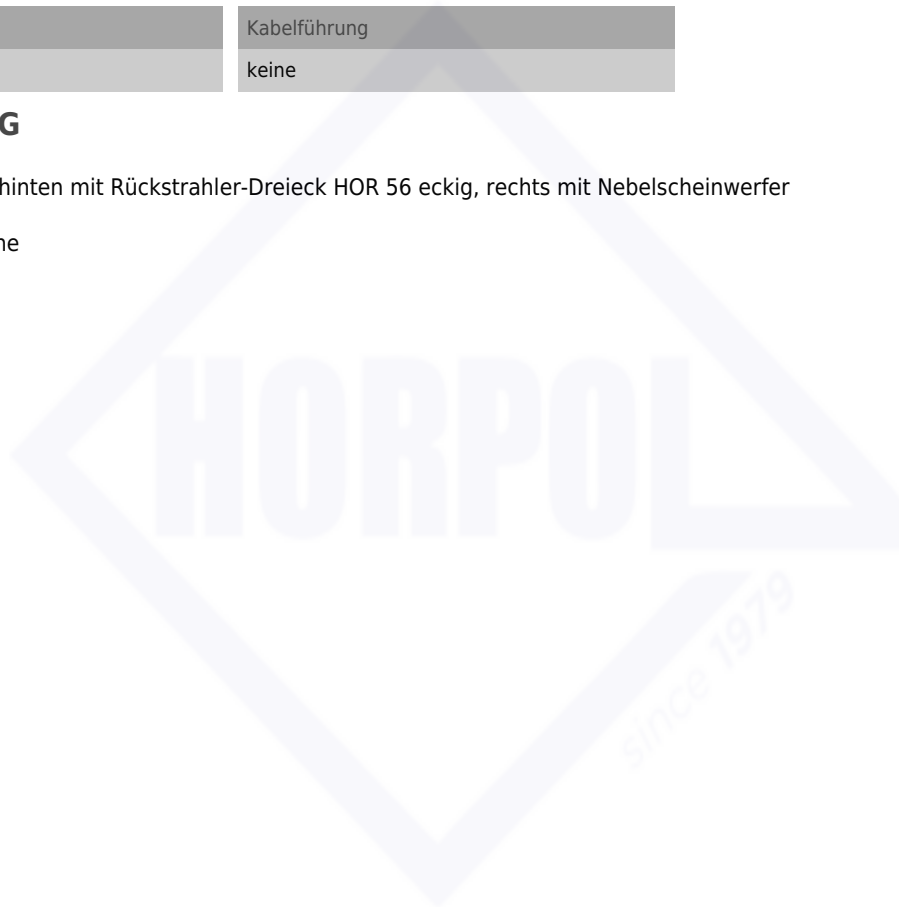 Kabelführung
keine
G
hinten mit Rückstrahler-Dreieck HOR 56 eckig, rechts mit Nebelscheinwerfer
ne
HORPOL
since 1979